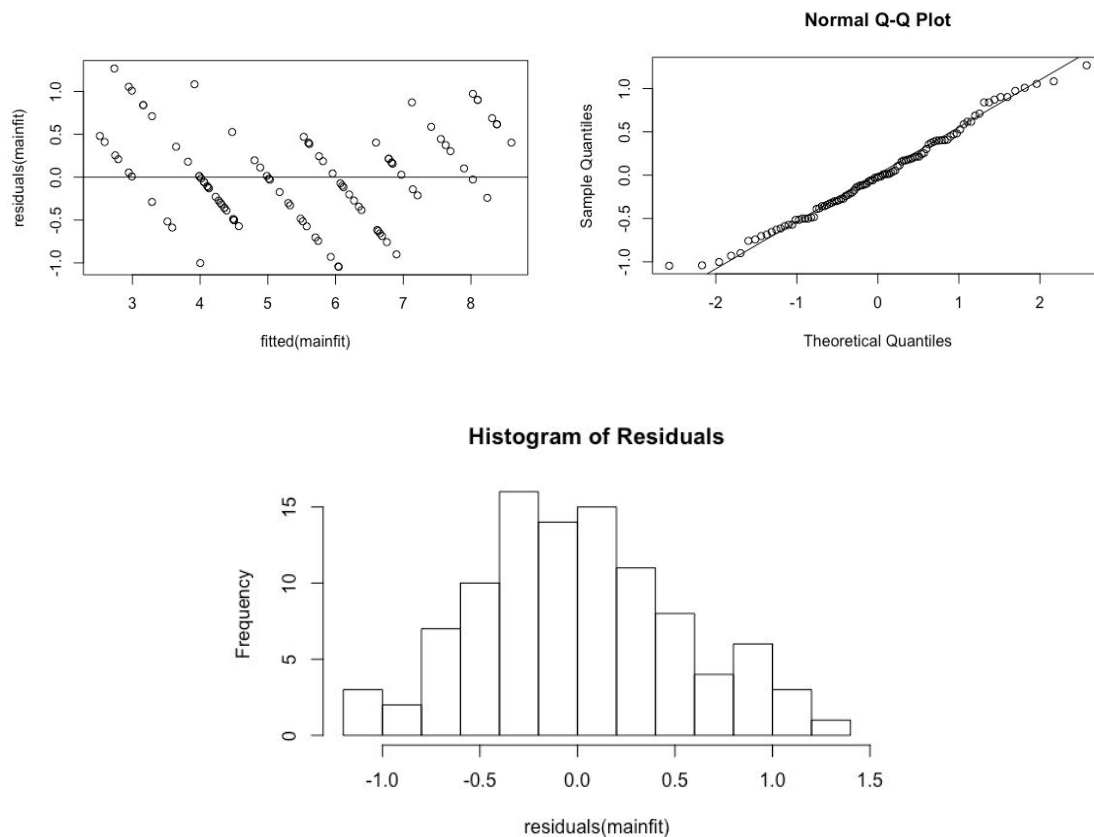 residuals(mainfit)
1.0
0.5
0.0
-0.5
-1.0
3 4 5 6 7 8
fitted(mainfit)
Normal Q-Q Plot
Sample Quantiles
1.0
0.5
0.0
-0.5
-1.0
-2 -1 0 1 2
Theoretical Quantiles
Histogram of Residuals
Frequency
15
10
5
0
-1.0 -0.5 0.0 0.5 1.0 1.5
residuals(mainfit)